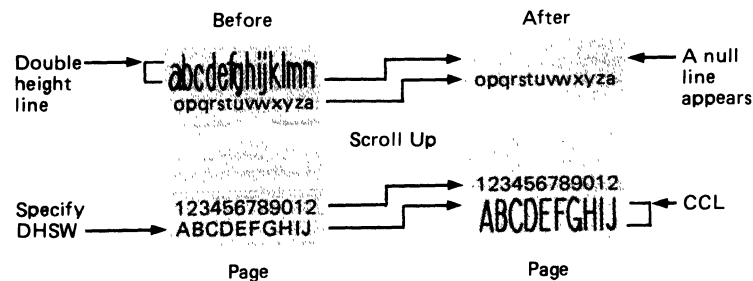 Before
After
Double height line
abcdefghijklmn
opqrstuvwxyza
opqrstuvwxyza
A null line appears
Scroll Up
Specify DHSW
123456789012
ABCDEFGHIJ
123456789012
ABCDEFGHIJ
CCL
Page
Page